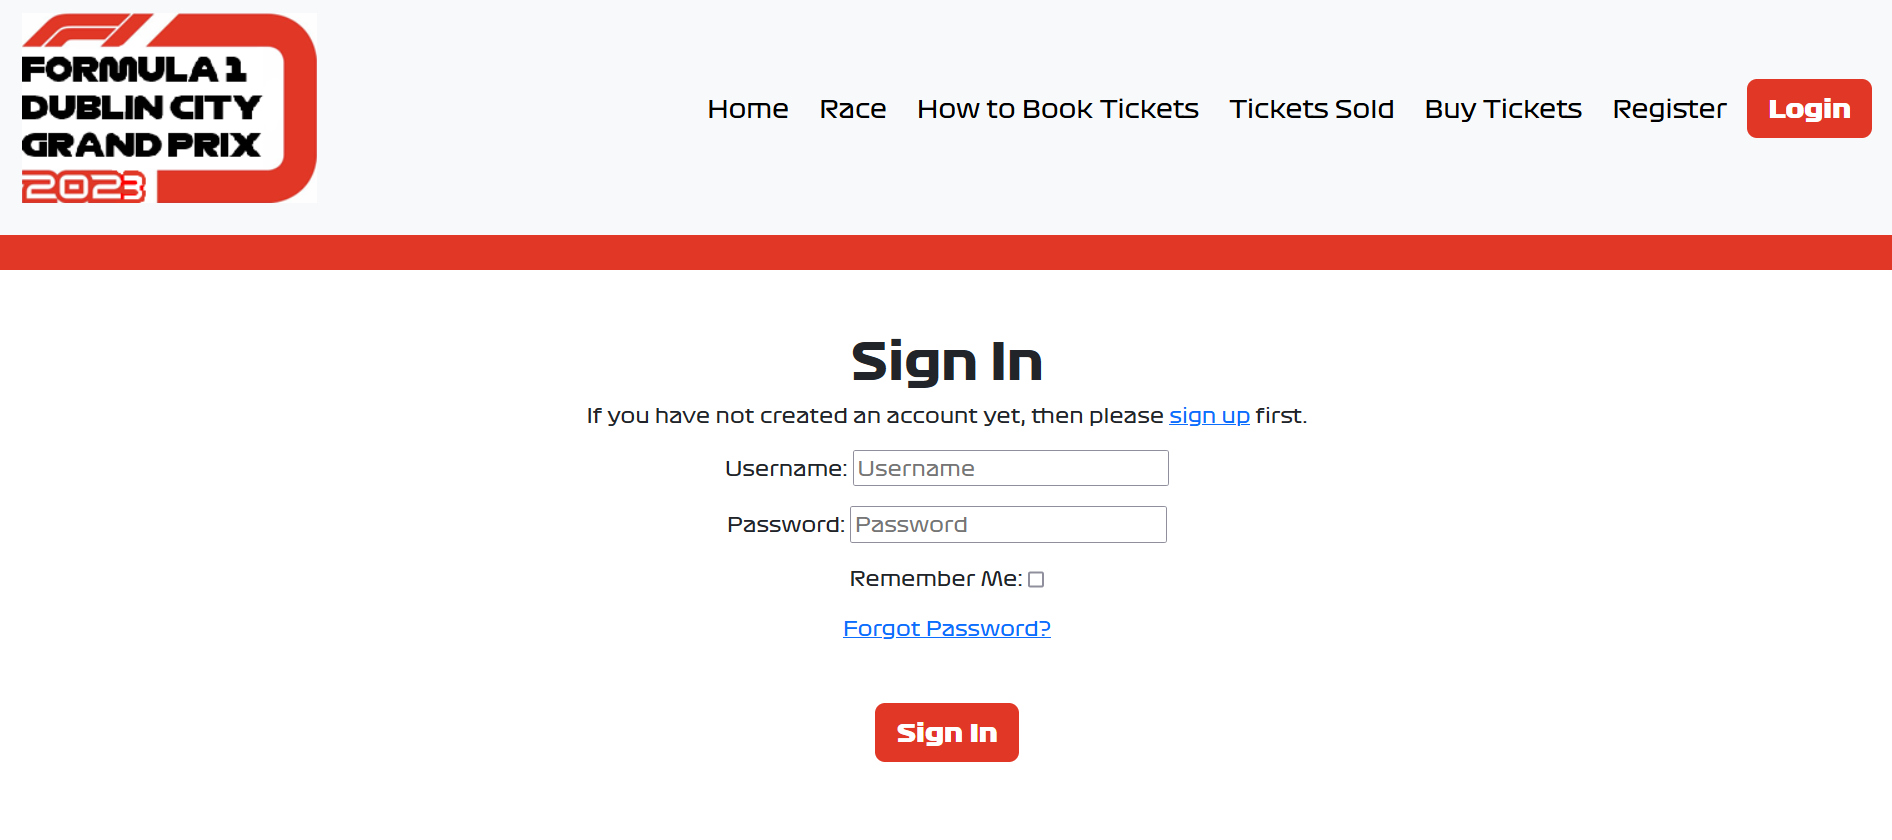 FORMULA 1
DUBLIN CITY
GRAND PRIX
2023
Home Race How to Book Tickets Tickets Sold Buy Tickets Register Login
Sign In
If you have not created an account yet, then please sign up first.
Username: Username
Password: Password
Remember Me:
Forgot Password?
Sign In